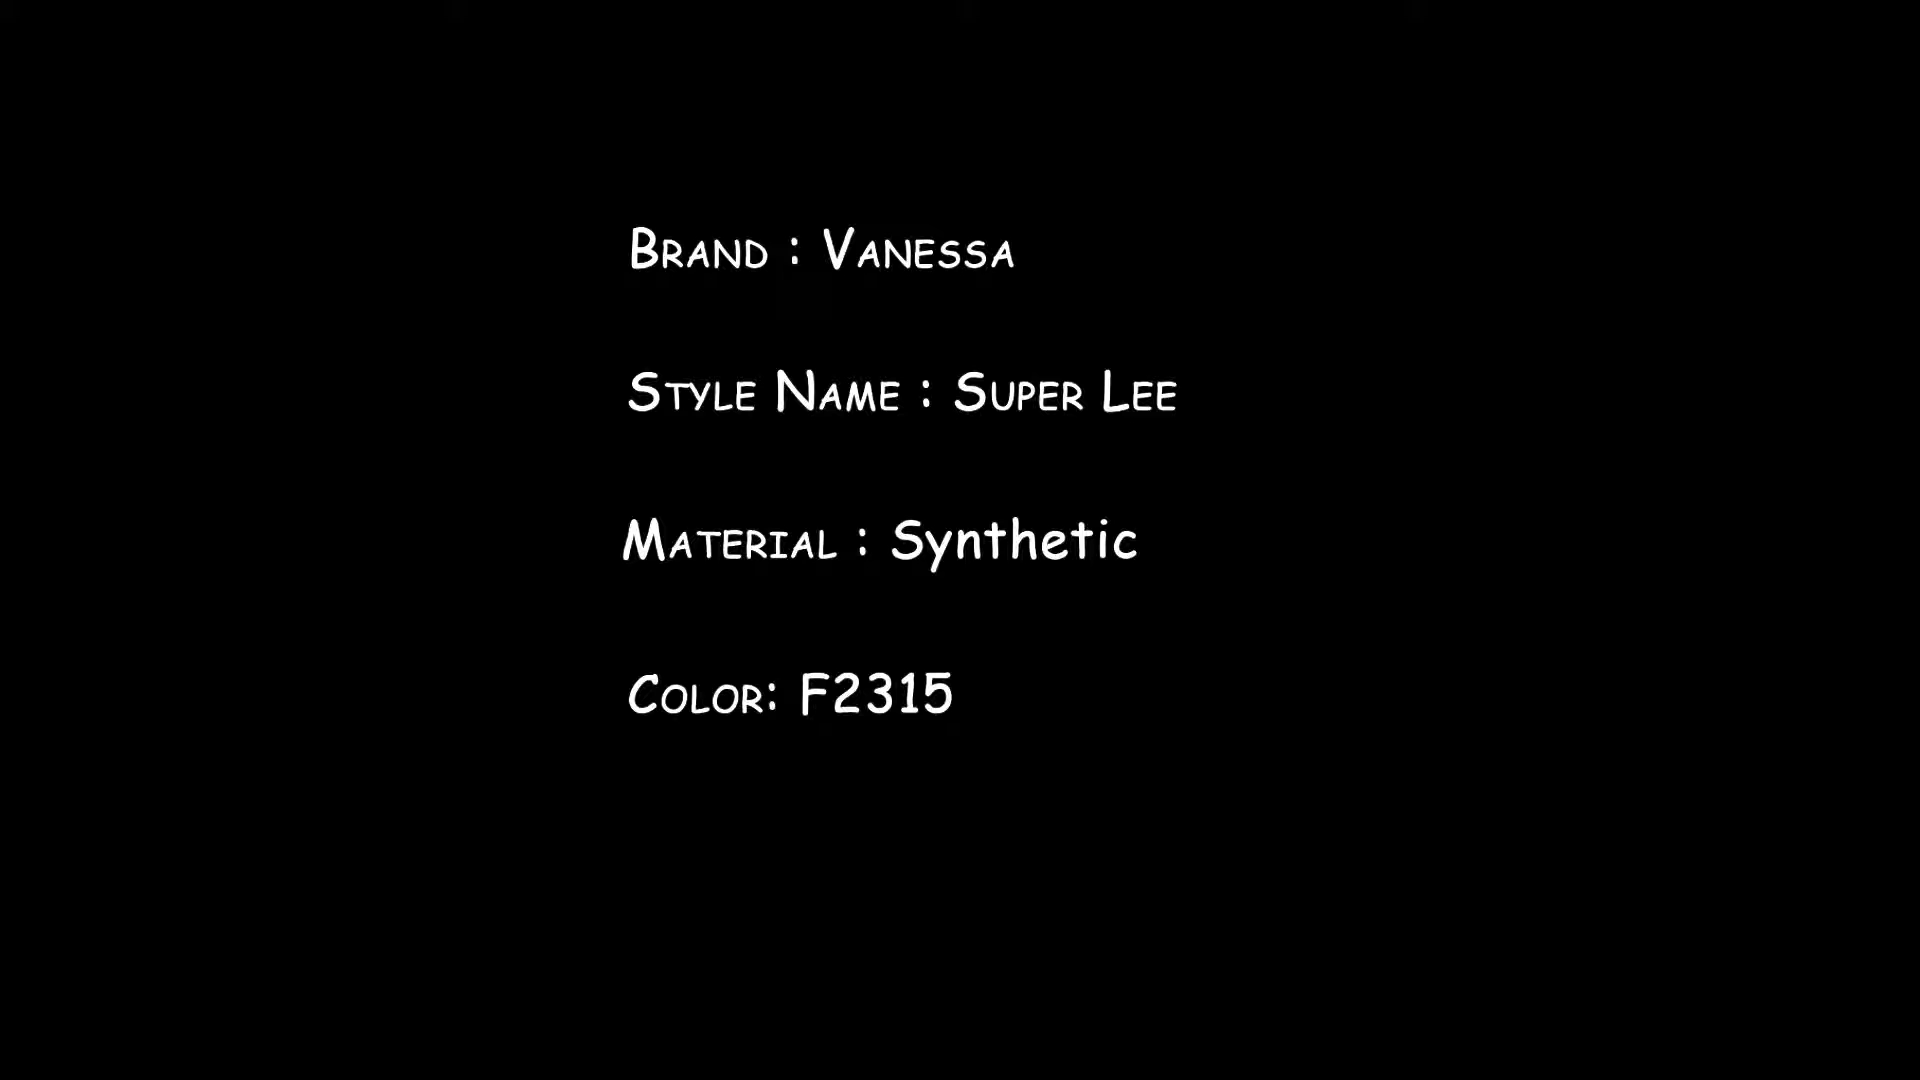 Brand : Vanessa
Style Name : Super Lee
Material : Synthetic
Color: F2315